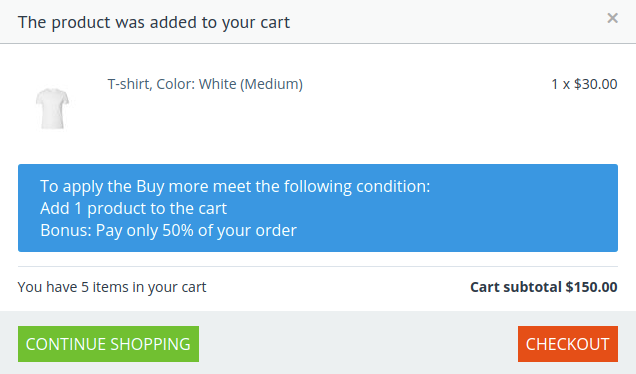 The product was added to your cart ×
T-shirt, Color: White (Medium) 1 x $30.00
To apply the Buy more meet the following condition:
Add 1 product to the cart
Bonus: Pay only 50% of your order
You have 5 items in your cart Cart subtotal $150.00
CONTINUE SHOPPING CHECKOUT